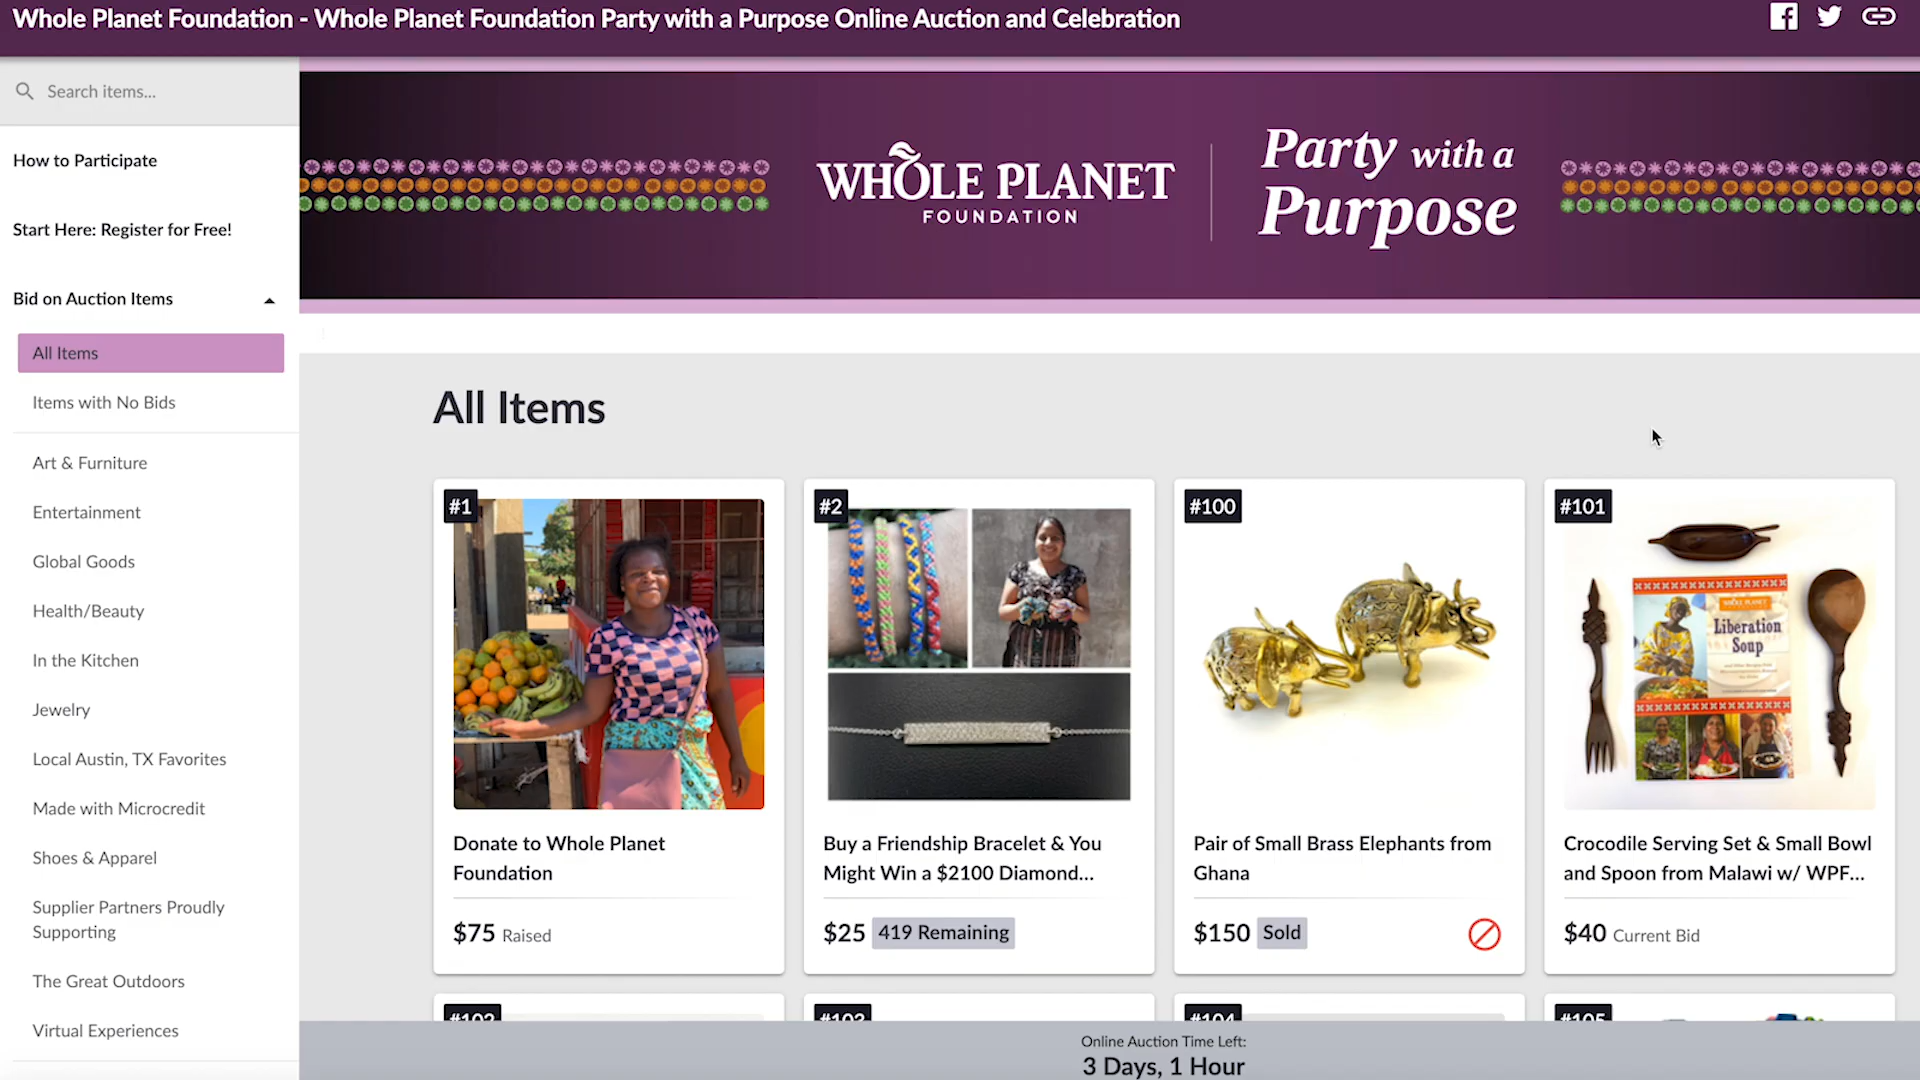 Whole Planet Foundation - Whole Planet Foundation Party with a Purpose Online Auction and Celebration
Search items...
How to Participate
Start Here: Register for Free!
Bid on Auction Items
All Items
Items with No Bids
Art & Furniture
Entertainment
Global Goods
Health/Beauty
In the Kitchen
Jewelry
Local Austin, TX Favorites
Made with Microcredit
Shoes & Apparel
Supplier Partners Proudly
Supporting
The Great Outdoors
Virtual Experiences
WHOLE PLANET
FOUNDATION
Party with a
Purpose
All Items
#1
Donate to Whole Planet
Foundation
$75 Raised
#2
Buy a Friendship Bracelet & You
Might Win a $2100 Diamond...
$25 419 Remaining
#100
Pair of Small Brass Elephants from
Ghana
$150 Sold
#101
WHOLE PLANET
Liberation
Soup
Crocodile Serving Set & Small Bowl
and Spoon from Malawi w/ WPF...
$40 Current Bid
#102
#103
#104
#105
Online Auction Time Left:
3 Days, 1 Hour